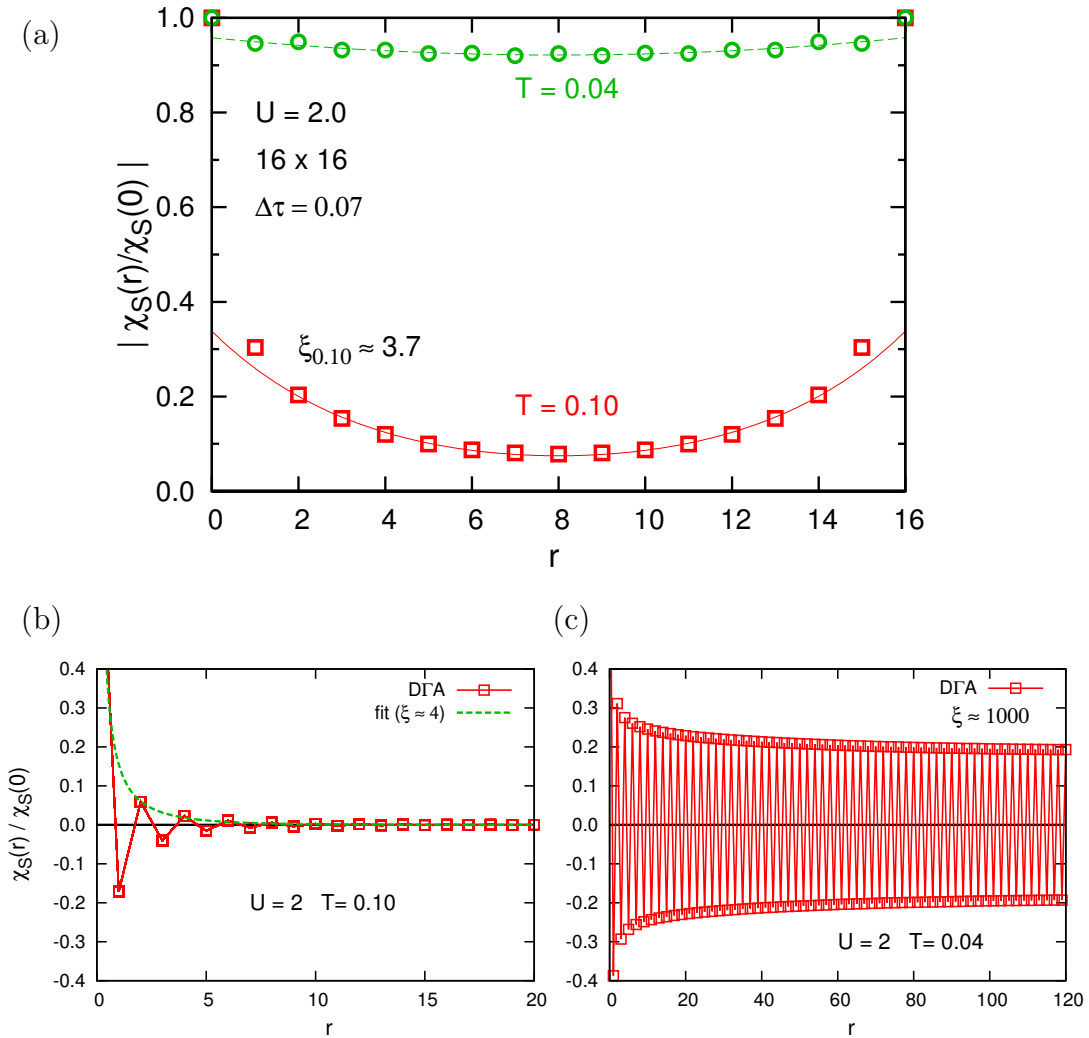 (a)
| χS(r)/χS(0) |
1.0
0.8
0.6
0.4
0.2
0.0
T = 0.04
U = 2.0
16 x 16
Δτ = 0.07
ξ0.10 ≈ 3.7
T = 0.10
0 2 4 6 8 10 12 14 16
r
(b)
χS(r) / χS(0)
0.4
0.3
0.2
0.1
0.0
-0.1
-0.2
-0.3
-0.4
DΓA
fit (ξ ≈ 4)
U = 2 T= 0.10
0 5 10 15 20
r
(c)
0.4
0.3
0.2
0.1
0.0
-0.1
-0.2
-0.3
-0.4
DΓA
ξ ≈ 1000
U = 2 T= 0.04
0 20 40 60 80 100 120
r